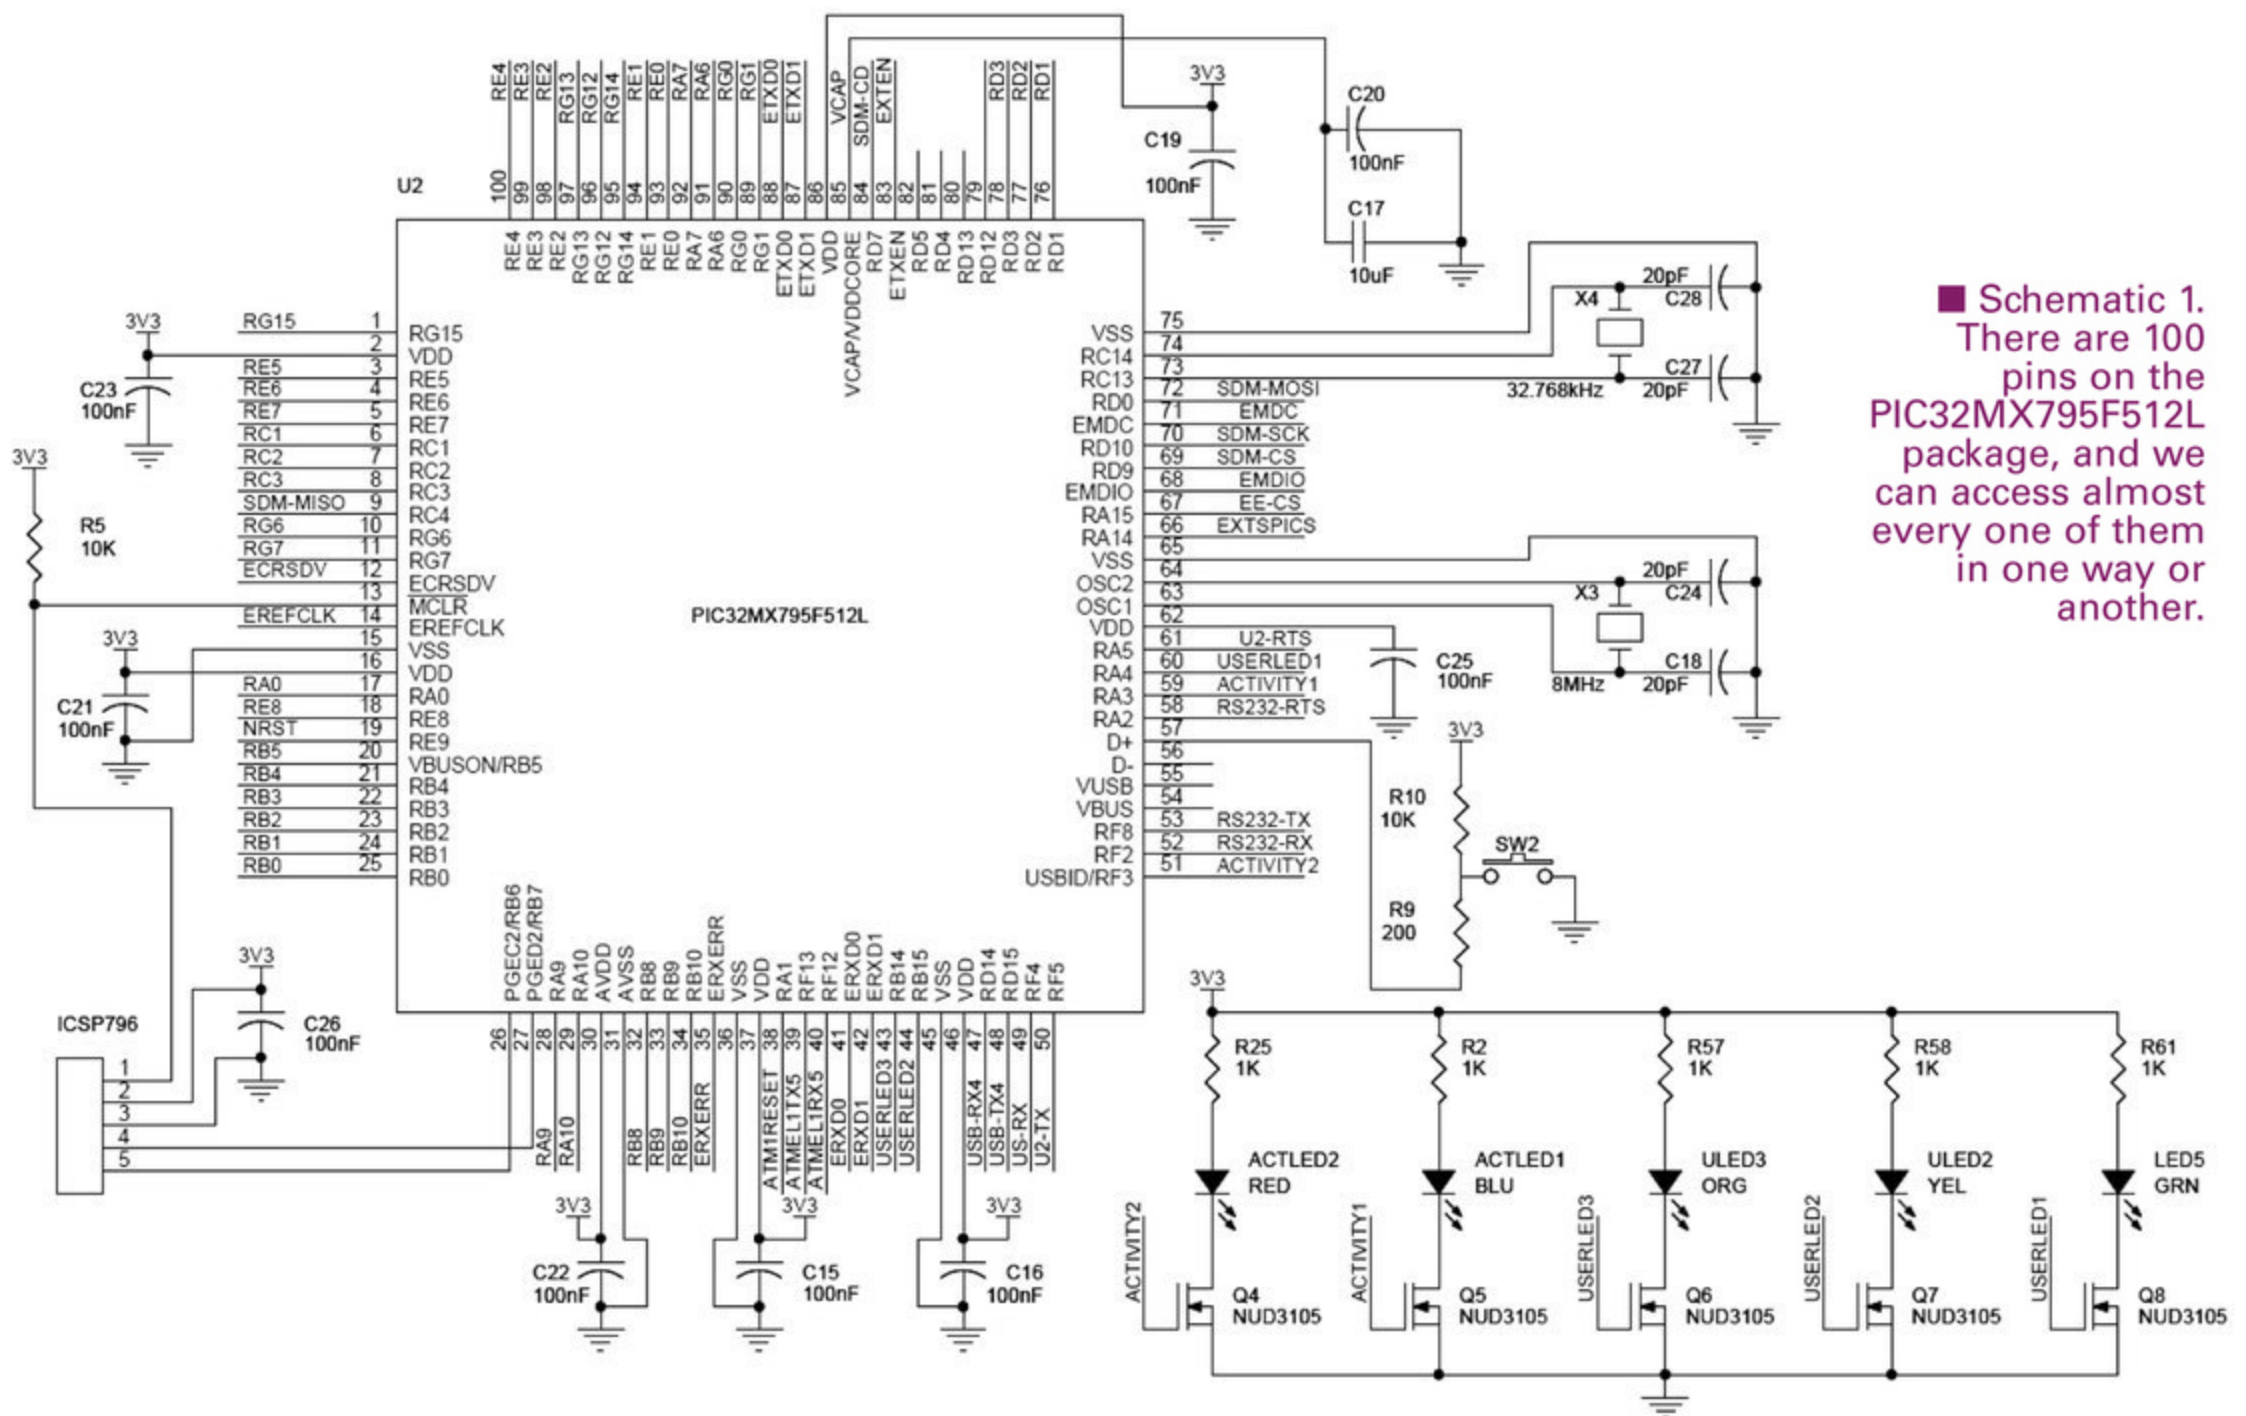 RE4
RE3
RE2
RG13
RG12
RG14
RE1
RE0
RA7
RA6
RG0
RG1
ETXD0
ETXD1
VCAP
SDM-CD
EXTEN
RD3
RD2
RD1
100
99
98
97
96
95
94
93
92
91
90
89
88
87
86
85
84
83
82
81
80
79
78
77
76
U2
RE4
RE3
RE2
RG13
RG12
RG14
RE1
RE0
RA7
RA6
RG0
RG1
ETXD0
ETXD1
VDD
VCAP/VDDCORE
RD7
ETXEN
RD5
RD4
RD13
RD12
RD3
RD2
RD1
3V3
C19
100nF
C20
100nF
C17
10uF
3V3
C23
100nF
3V3
R5
10K
3V3
C21
100nF
RG15 1 RG15
2 VDD
RE5 3 RE5
RE6 4 RE6
RE7 5 RE7
RC1 6 RC1
RC2 7 RC2
RC3 8 RC3
SDM-MISO 9 RC4
RG6 10 RG6
RG7 11 RG7
ECRSDV 12 ECRSDV
13 MCLR
EREFCLK 14 EREFCLK
15 VSS
16 VDD
RA0 17 RA0
RE8 18 RE8
NRST 19 RE9
RB5 20 VBUSON/RB5
RB4 21 RB4
RB3 22 RB3
RB2 23 RB2
RB1 24 RB1
RB0 25 RB0
PIC32MX795F512L
VSS 75
RC14 74
RC13 73
RD0 72 SDM-MOSI
EMDC 71 EMDC
RD10 70 SDM-SCK
RD9 69 SDM-CS
EMDIO 68 EMDIO
RA15 67 EE-CS
RA14 66 EXTSPICS
VSS 65
OSC2 64
OSC1 63
VDD 62
RA5 61 U2-RTS
RA4 60 USERLED1
RA3 59 ACTIVITY1
RA2 58 RS232-RTS
D+ 57
D- 56
VUSB 55
VBUS 54
RF8 53 RS232-TX
RF2 52 RS232-RX
USBID/RF3 51 ACTIVITY2
20pF
X4 C28
C27
32.768kHz 20pF
20pF
X3 C24
C18
8MHz 20pF
C25
100nF
3V3
R10
10K
SW2
R9
200
■ Schematic 1.
There are 100
pins on the
PIC32MX795F512L
package, and we
can access almost
every one of them
in one way or
another.
PGEC2/RB6
PGED2/RB7
RA9
RA10
AVDD
AVSS
RB8
RB9
RB10
ERXERR
VSS
VDD
RA1
RF13
RF12
ERXD0
ERXD1
RB14
RB15
VSS
VDD
RD14
RD15
RF4
RF5
26
27
28
29
30
31
32
33
34
35
36
37
38
39
40
41
42
43
44
45
46
47
48
49
50
RA9
RA10
RB8
RB9
RB10
ERXERR
ATM1RESET
ATMEL1TX5
ATMEL1RX5
ERXD0
ERXD1
USERLED3
USERLED2
USB-RX4
USB-TX4
US-RX
U2-TX
3V3
C26
100nF
ICSP796
1
2
3
4
5
3V3
C22
100nF
3V3
C15
100nF
3V3
C16
100nF
3V3
R25
1K
R2
1K
R57
1K
R58
1K
R61
1K
ACTLED2
RED
ACTLED1
BLU
ULED3
ORG
ULED2
YEL
LED5
GRN
ACTIVITY2
ACTIVITY1
USERLED3
USERLED2
USERLED1
Q4
NUD3105
Q5
NUD3105
Q6
NUD3105
Q7
NUD3105
Q8
NUD3105